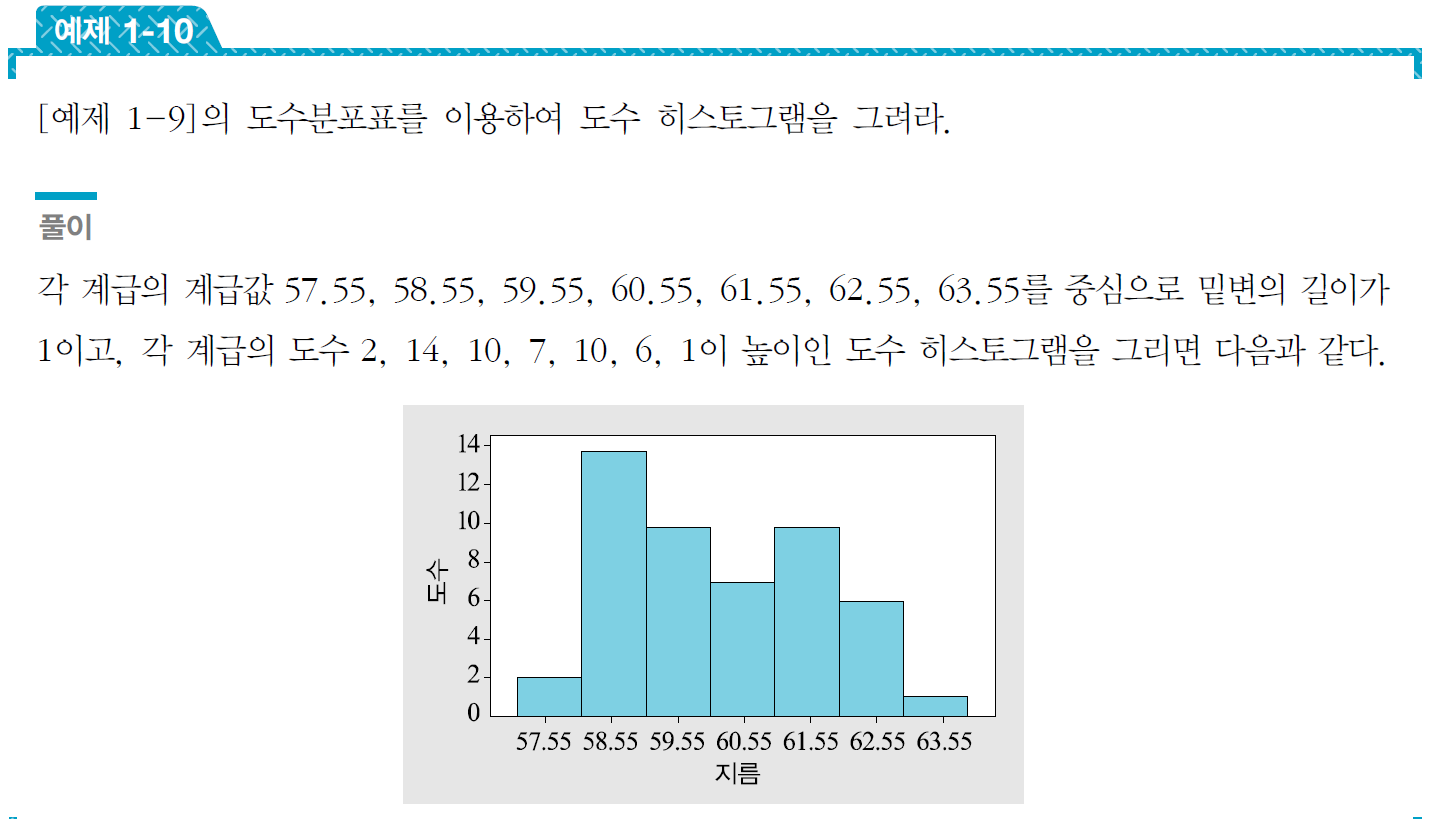 예제 1-10
[예제 1-9]의 도수분포표를 이용하여 도수 히스토그램을 그려라.
풀이
각 계급의 계급값 57.55, 58.55, 59.55, 60.55, 61.55, 62.55, 63.55를 중심으로 밑변의 길이가
1이고, 각 계급의 도수 2, 14, 10, 7, 10, 6, 1이 높이인 도수 히스토그램을 그리면 다음과 같다.
14
12
10
8
6
4
2
0
도수
57.55 58.55 59.55 60.55 61.55 62.55 63.55
지름